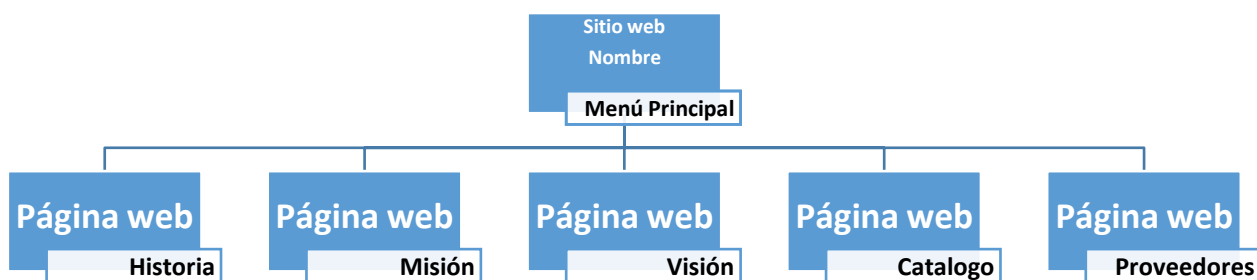 Sitio web
Nombre
Menú Principal
Página web
Historia
Página web
Misión
Página web
Visión
Página web
Catalogo
Página web
Proveedores